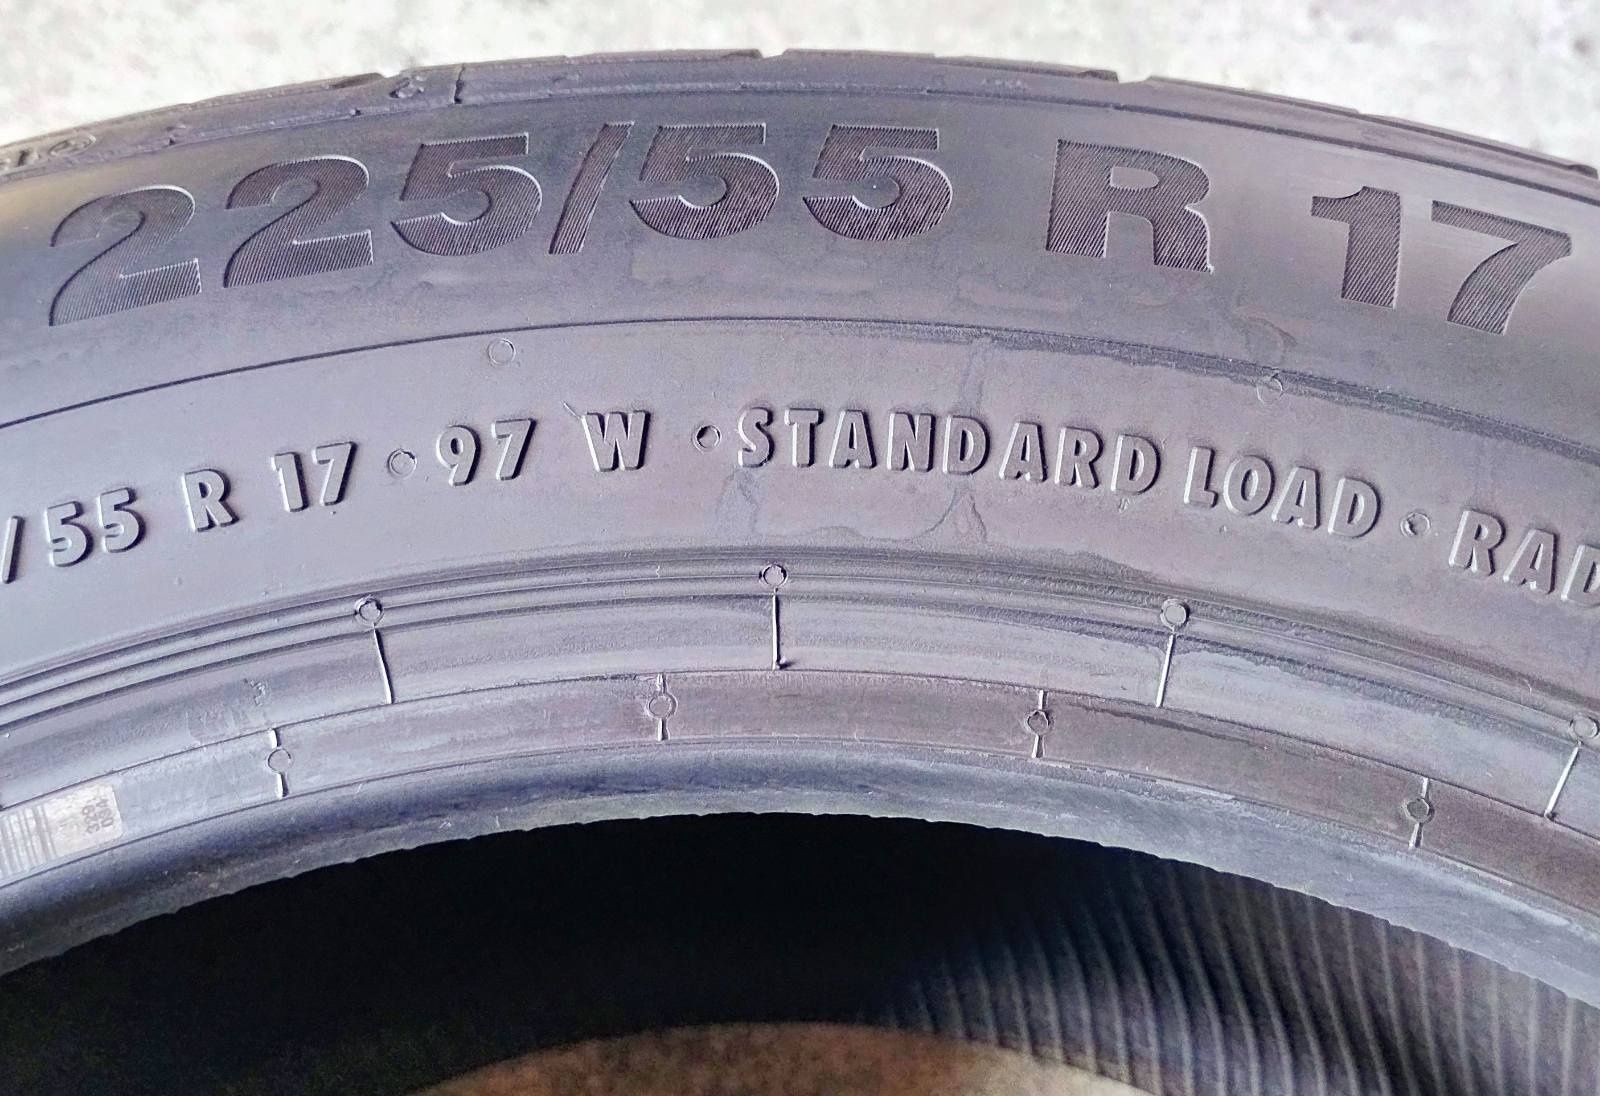 225/55 R 17
/55 R 17 · 97 W · STANDARD LOAD · RAD